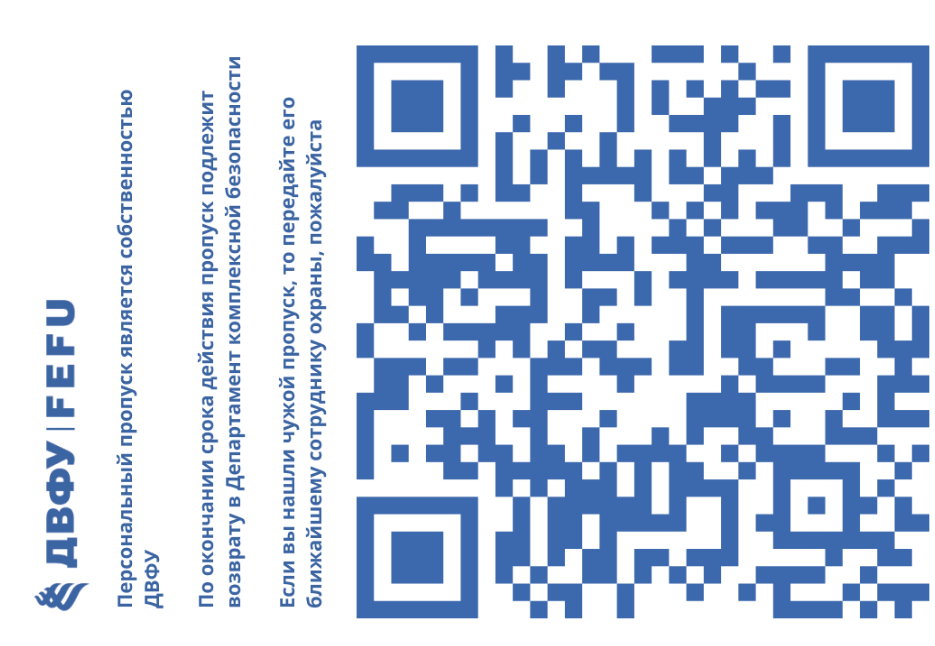 ДВФУ | FEFU
Персональный пропуск является собственностью
ДВФУ
По окончании срока действия пропуск подлежит
возврату в Департамент комплексной безопасности
Если вы нашли чужой пропуск, то передайте его
ближайшему сотруднику охраны, пожалуйста